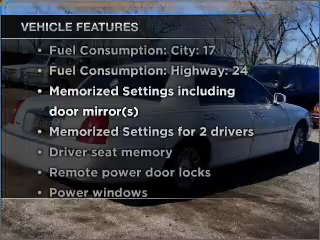 VEHICLE FEATURES
• Fuel Consumption: City: 17
• Fuel Consumption: Highway: 24
• Memorized Settings including
door mirror(s)
• Memorized Settings for 2 drivers
• Driver seat memory
• Remote power door locks
• Power windows